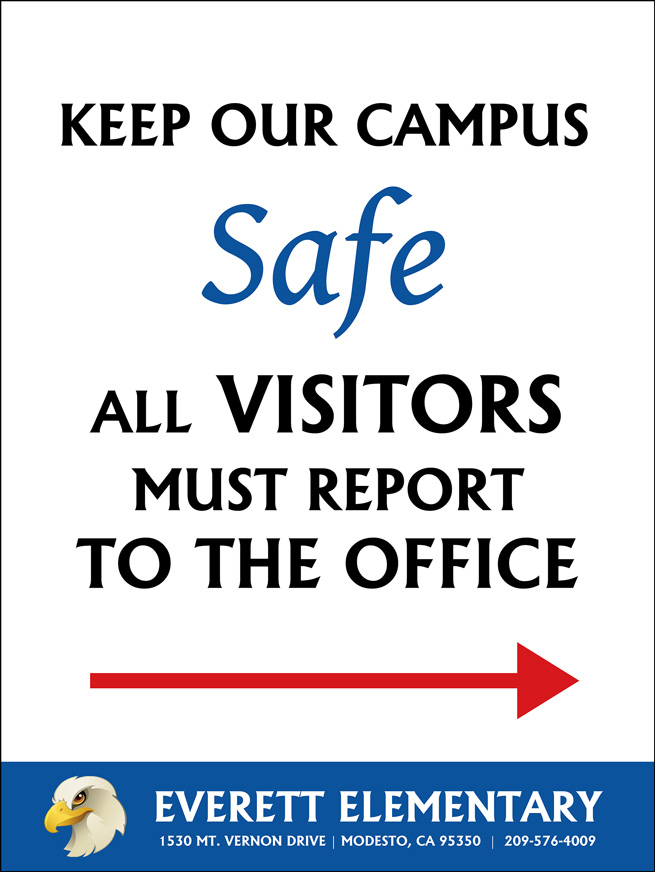 KEEP OUR CAMPUS
Safe
ALL VISITORS
MUST REPORT
TO THE OFFICE
EVERETT ELEMENTARY
1530 MT. VERNON DRIVE | MODESTO, CA 95350 | 209-576-4009